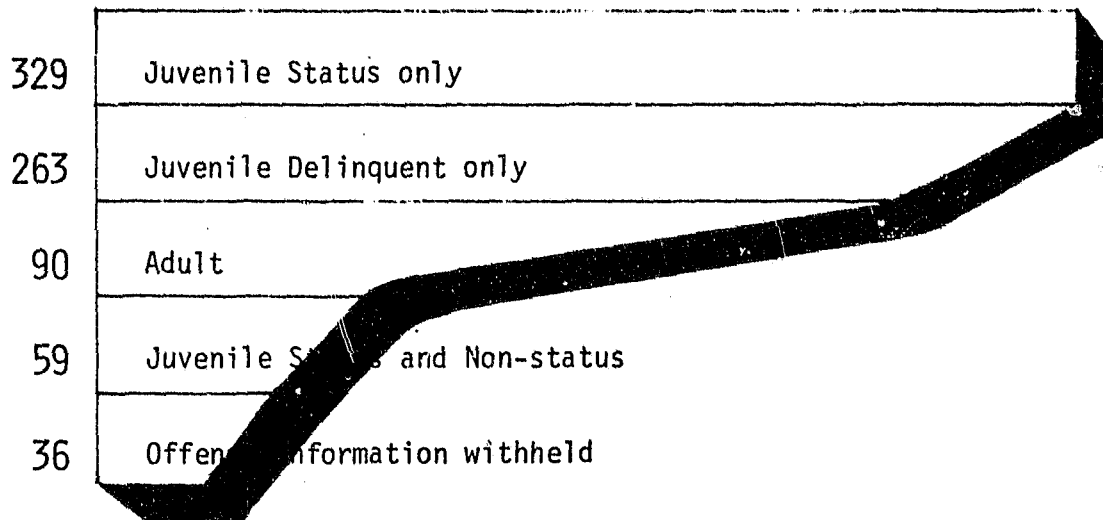 329 Juvenile Status only
263 Juvenile Delinquent only
90 Adult
59 Juvenile and Non-status
36 withheld